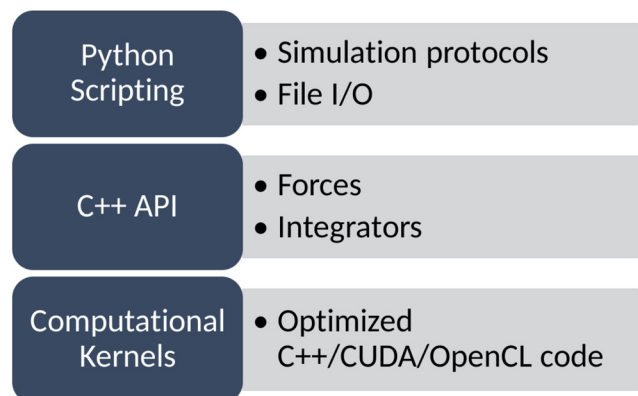 Python
Scripting
• Simulation protocols
• File I/O
C++ API
• Forces
• Integrators
Computational
Kernels
• Optimized
C++/CUDA/OpenCL code